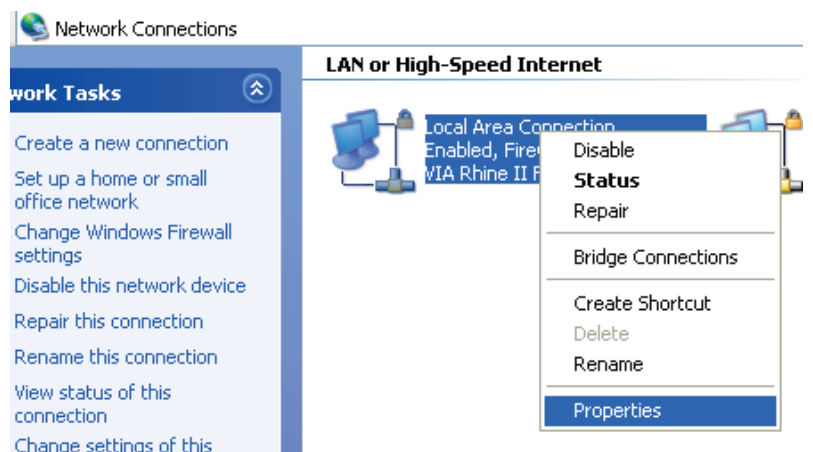 Network Connections
work Tasks
Create a new connection
Set up a home or small
office network
Change Windows Firewall
settings
Disable this network device
Repair this connection
Rename this connection
View status of this
connection
Change settings of this
LAN or High-Speed Internet
Local Area Connection
Enabled, Fire
VIA Rhine II F
Disable
Status
Repair
Bridge Connections
Create Shortcut
Delete
Rename
Properties